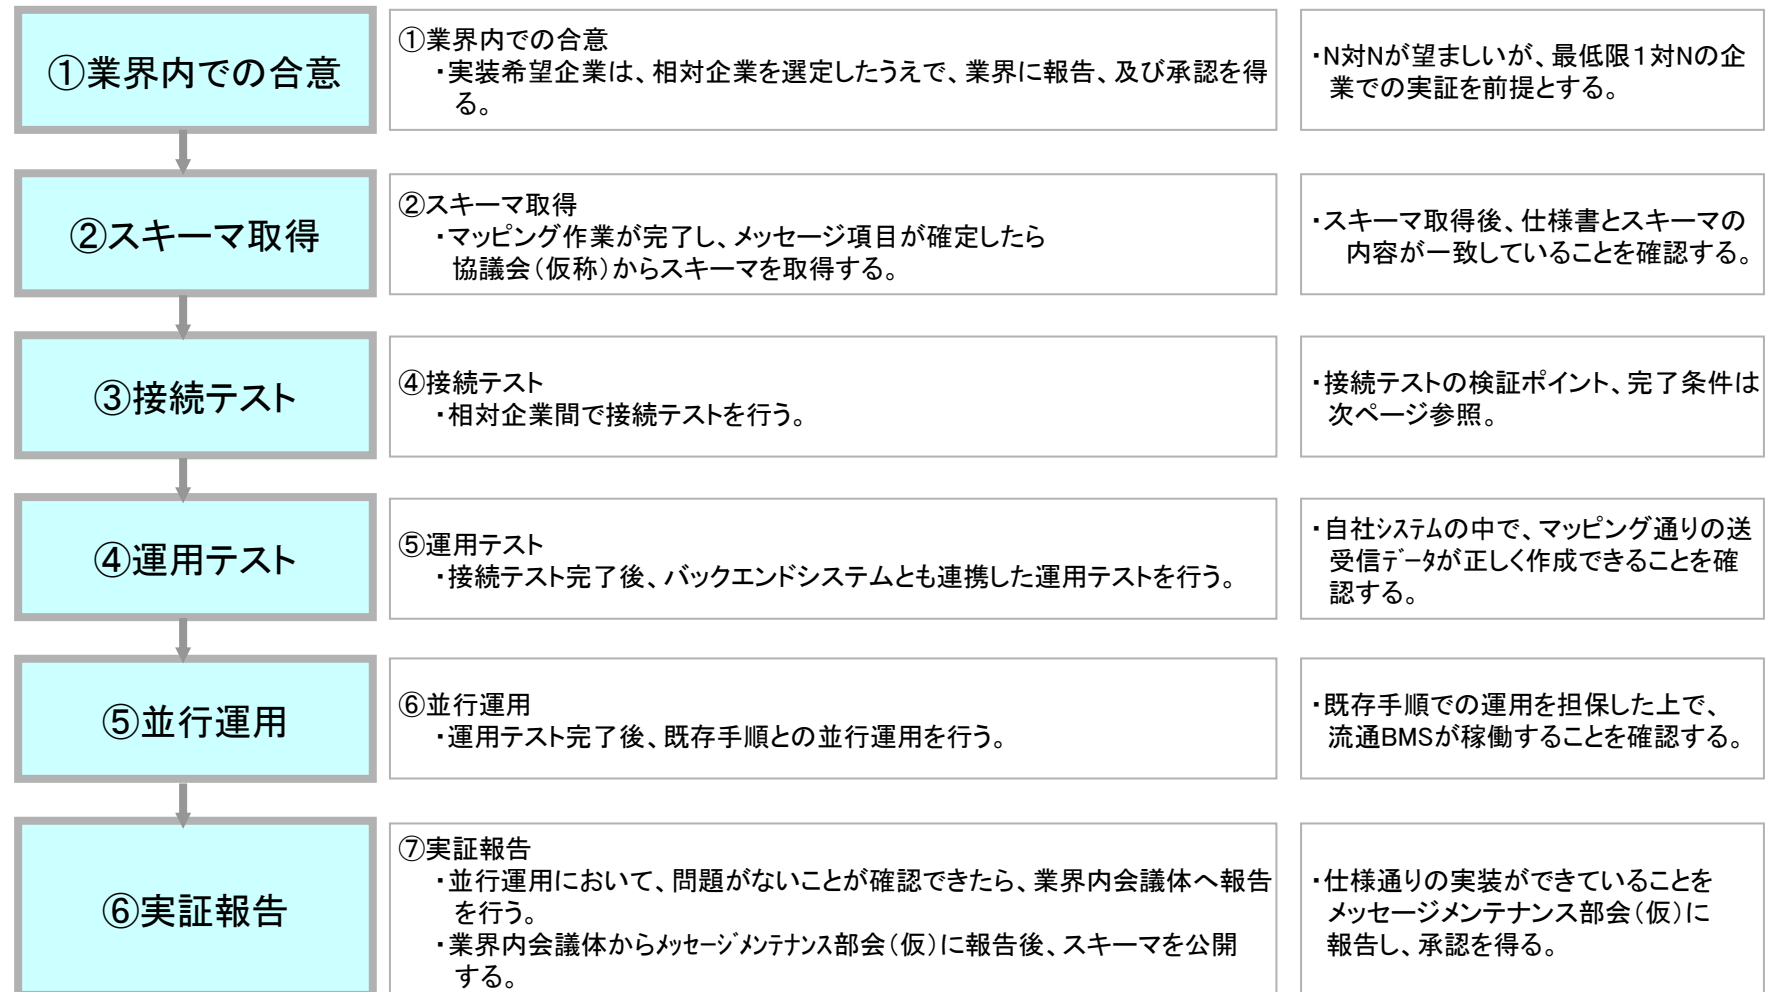 ①業界内での合意
①業界内での合意
・実装希望企業は、相対企業を選定したうえで、業界に報告、及び承認を得
る。
・N対Nが望ましいが、最低限１対Nの企
業での実証を前提とする。
②スキーマ取得
②スキーマ取得
・マッピング作業が完了し、メッセージ項目が確定したら
協議会（仮称）からスキーマを取得する。
・スキーマ取得後、仕様書とスキーマの
内容が一致していることを確認する。
③接続テスト
④接続テスト
・相対企業間で接続テストを行う。
・接続テストの検証ポイント、完了条件は
次ページ参照。
④運用テスト
⑤運用テスト
・接続テスト完了後、バックエンドシステムとも連携した運用テストを行う。
・自社ｼｽﾃﾑの中で、マッピング通りの送
受信ﾃﾞｰﾀが正しく作成できることを確
認する。
⑤並行運用
⑥並行運用
・運用テスト完了後、既存手順との並行運用を行う。
・既存手順での運用を担保した上で、
流通BMSが稼働することを確認する。
⑥実証報告
⑦実証報告
・並行運用において、問題がないことが確認できたら、業界内会議体へ報告
を行う。
・業界内会議体からﾒｯｾｰｼﾞﾒﾝﾃﾅﾝｽ部会（仮）に報告後、スキーマを公開
する。
・仕様通りの実装ができていることを
メッセージメンテナンス部会（仮）に
報告し、承認を得る。